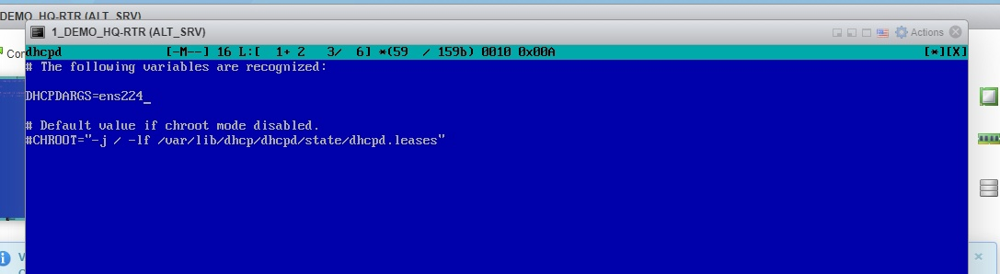 DEMO_HQ-RTR (ALT_SRV)
1_DEMO_HQ-RTR (ALT_SRV)
Actions
Con
dhcpd [-M--] 16 L:[ 1+ 2 3/ 6] *(59 / 159b) 0010 0x00A [*][X]
# The following variables are recognized:
DHCPDARGS=ens224_
# Default value if chroot mode disabled.
#CHROOT="-j / -lf /var/lib/dhcp/dhcpd/state/dhcpd.leases"
V